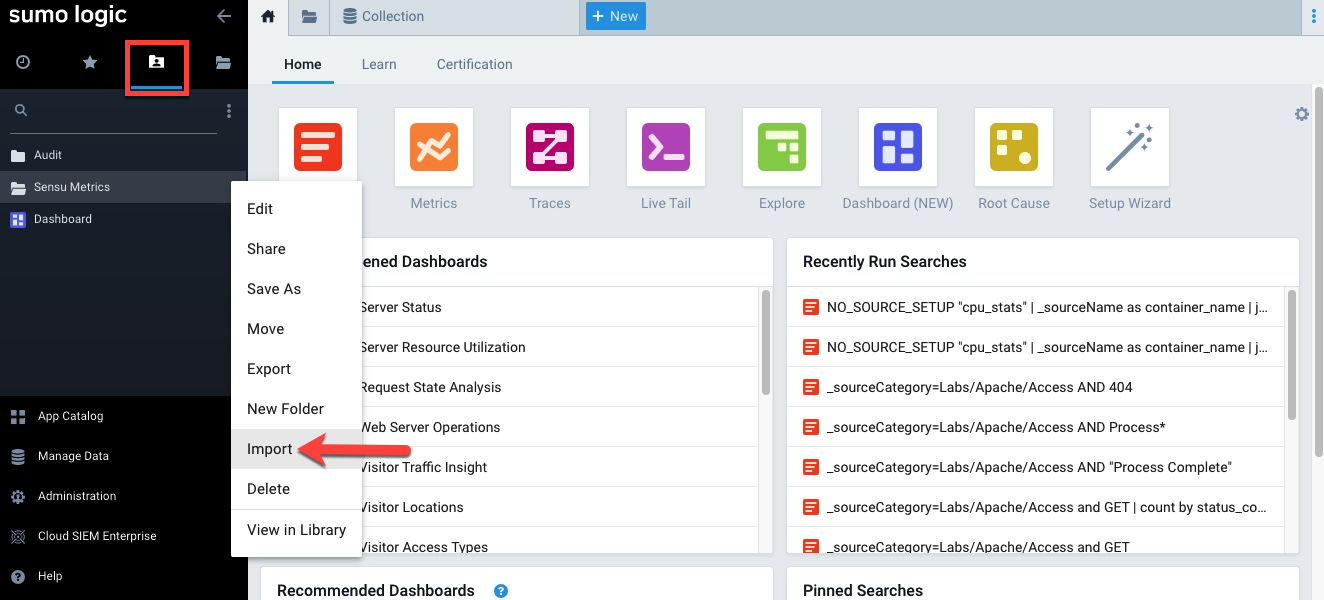 sumo logic
Collection
+ New
Home
Learn
Certification
Audit
Sensu Metrics
Dashboard
Metrics
Traces
Live Tail
Explore
Dashboard (NEW)
Root Cause
Setup Wizard
Edit
Share
Save As
Move
Export
New Folder
Import
Delete
View in Library
ened Dashboards
Server Status
Server Resource Utilization
Request State Analysis
Web Server Operations
Visitor Traffic Insight
Visitor Locations
Visitor Access Types
Recently Run Searches
NO_SOURCE_SETUP "cpu_stats" | _sourceName as container_name | j...
NO_SOURCE_SETUP "cpu_stats" | _sourceName as container_name | j...
_sourceCategory=Labs/Apache/Access AND 404
_sourceCategory=Labs/Apache/Access AND Process*
_sourceCategory=Labs/Apache/Access AND "Process Complete"
_sourceCategory=Labs/Apache/Access and GET | count by status_co...
_sourceCategory=Labs/Apache/Access and GET
App Catalog
Manage Data
Administration
Cloud SIEM Enterprise
Help
Recommended Dashboards ?
Pinned Searches